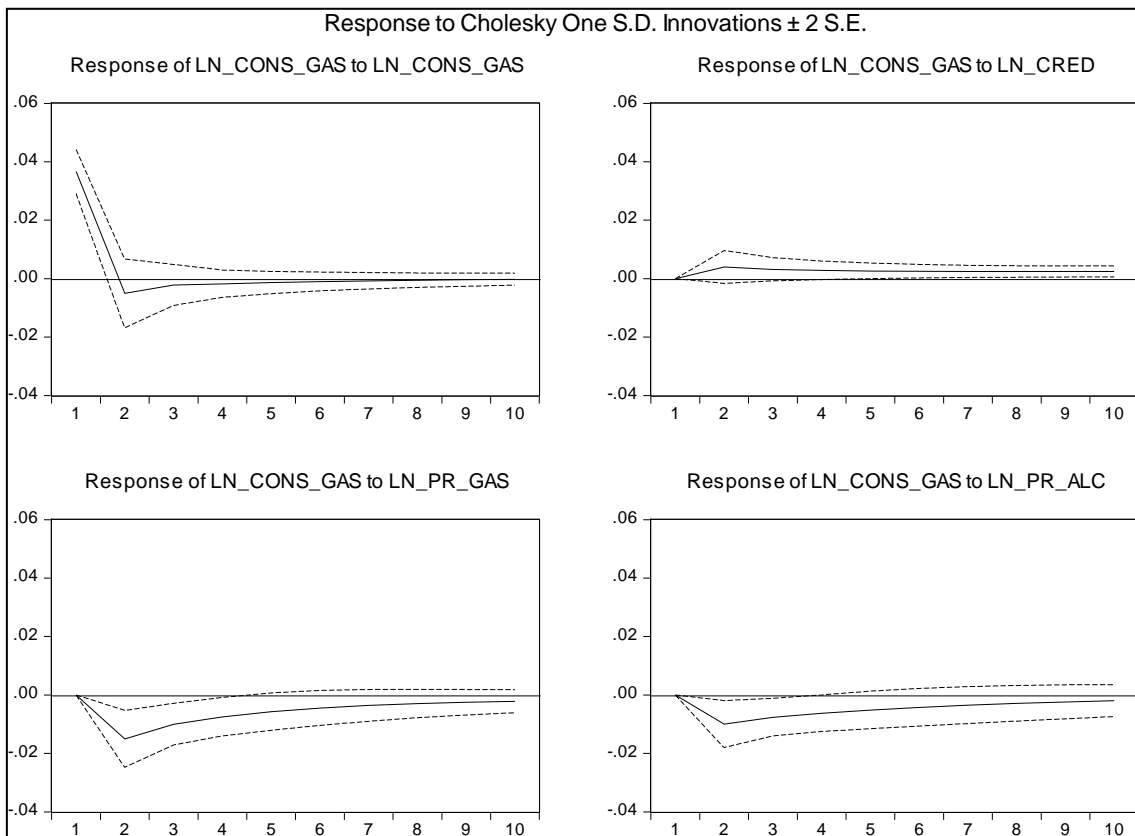 Response to Cholesky One S.D. Innovations ± 2 S.E.
Response of LN_CONS_GAS to LN_CONS_GAS
.06
.04
.02
.00
-.02
-.04
1 2 3 4 5 6 7 8 9 10
Response of LN_CONS_GAS to LN_CRED
.06
.04
.02
.00
-.02
-.04
1 2 3 4 5 6 7 8 9 10
Response of LN_CONS_GAS to LN_PR_GAS
.06
.04
.02
.00
-.02
-.04
1 2 3 4 5 6 7 8 9 10
Response of LN_CONS_GAS to LN_PR_ALC
.06
.04
.02
.00
-.02
-.04
1 2 3 4 5 6 7 8 9 10